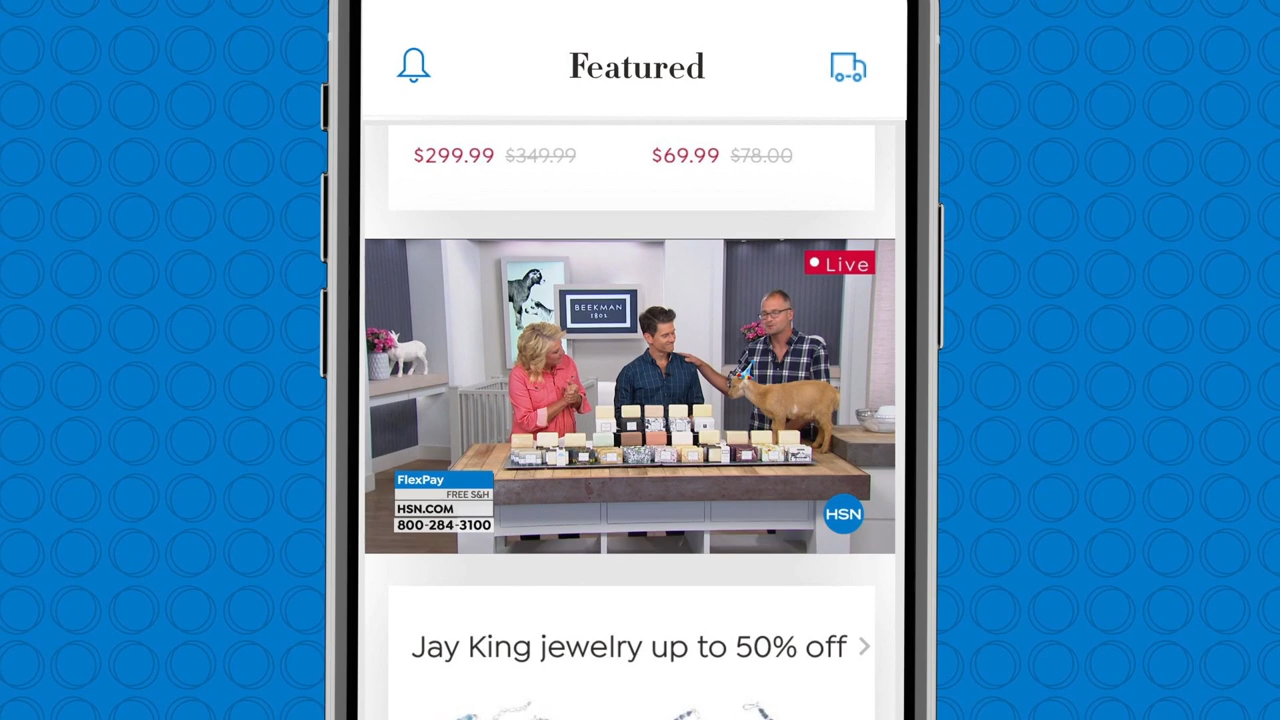 Featured
$299.99 $349.99 $69.99 $78.00
Live
BEEKMAN
1802
FlexPay
FREE S&H
HSN.COM
800-284-3100
HSN
Jay King jewelry up to 50% off